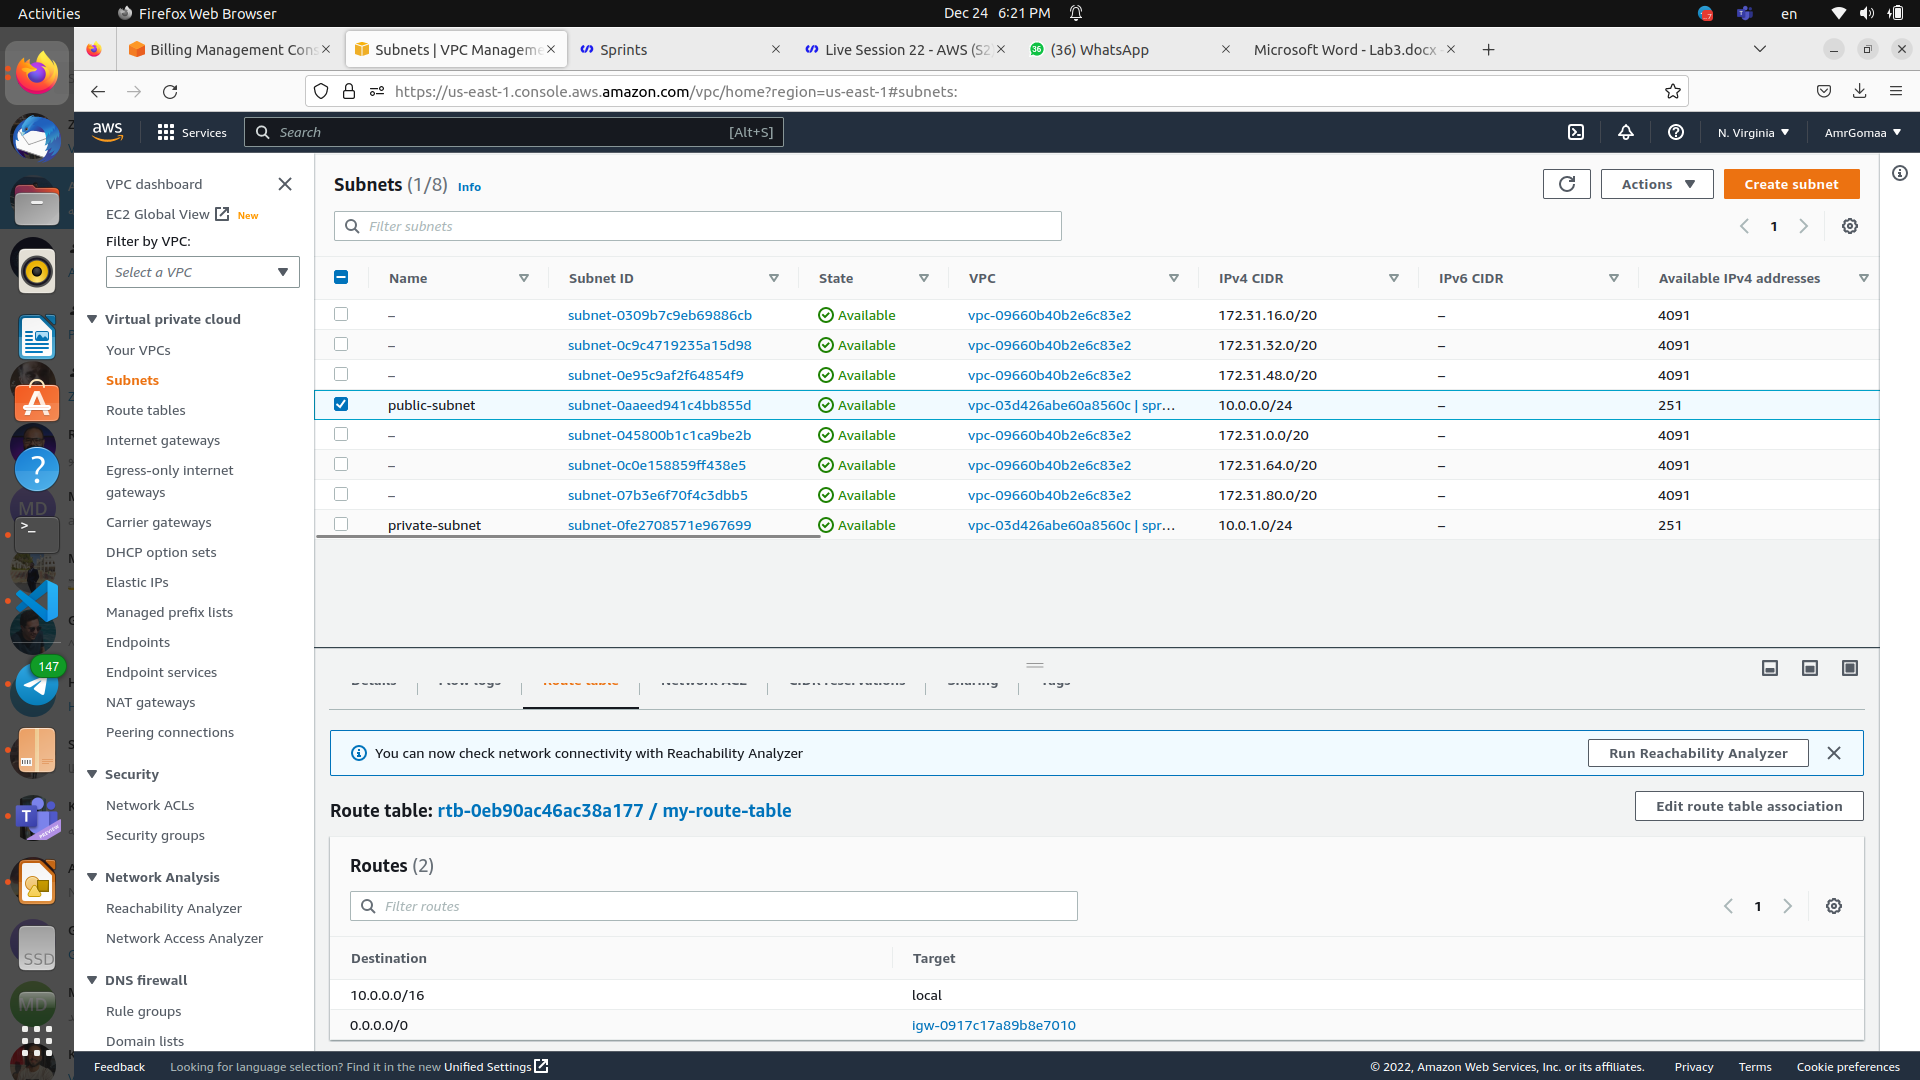 Activities
Firefox Web Browser
Dec 24 6:21 PM
en
Billing Management Cons
Subnets | VPC Manageme
Sprints
Live Session 22 - AWS (S2
(36) WhatsApp
Microsoft Word - Lab3.docx
https://us-east-1.console.aws.amazon.com/vpc/home?region=us-east-1#subnets:
aws
Services
Search
[Alt+S]
N. Virginia
AmrGomaa
VPC dashboard
EC2 Global View New
Filter by VPC:
Select a VPC
Virtual private cloud
Your VPCs
Subnets
Route tables
Internet gateways
Egress-only internet
gateways
Carrier gateways
DHCP option sets
Elastic IPs
Managed prefix lists
Endpoints
Endpoint services
NAT gateways
Peering connections
Security
Network ACLs
Security groups
Network Analysis
Reachability Analyzer
Network Access Analyzer
DNS firewall
Rule groups
Domain lists
147
MD
SSD
MD
Subnets (1/8) Info
Actions
Create subnet
Filter subnets
1
Name Subnet ID State VPC IPv4 CIDR IPv6 CIDR Available IPv4 addresses
– subnet-0309b7c9eb69886cb Available vpc-09660b40b2e6c83e2 172.31.16.0/20 – 4091
– subnet-0c9c4719235a15d98 Available vpc-09660b40b2e6c83e2 172.31.32.0/20 – 4091
– subnet-0e95c9af2f64854f9 Available vpc-09660b40b2e6c83e2 172.31.48.0/20 – 4091
public-subnet subnet-0aaeed941c4bb855d Available vpc-03d426abe60a8560c | spr... 10.0.0.0/24 – 251
– subnet-045800b1c1ca9be2b Available vpc-09660b40b2e6c83e2 172.31.0.0/20 – 4091
– subnet-0c0e158859ff438e5 Available vpc-09660b40b2e6c83e2 172.31.64.0/20 – 4091
– subnet-07b3e6f70f4c3dbb5 Available vpc-09660b40b2e6c83e2 172.31.80.0/20 – 4091
private-subnet subnet-0fe2708571e967699 Available vpc-03d426abe60a8560c | spr... 10.0.1.0/24 – 251
Details Flow logs Route table Network ACL CIDR reservations Sharing Tags
You can now check network connectivity with Reachability Analyzer
Run Reachability Analyzer
Route table: rtb-0eb90ac46ac38a177 / my-route-table
Edit route table association
Routes (2)
Filter routes
1
Destination Target
10.0.0.0/16 local
0.0.0.0/0 igw-0917c17a89b8e7010
Feedback
Looking for language selection? Find it in the new Unified Settings
© 2022, Amazon Web Services, Inc. or its affiliates.
Privacy
Terms
Cookie preferences